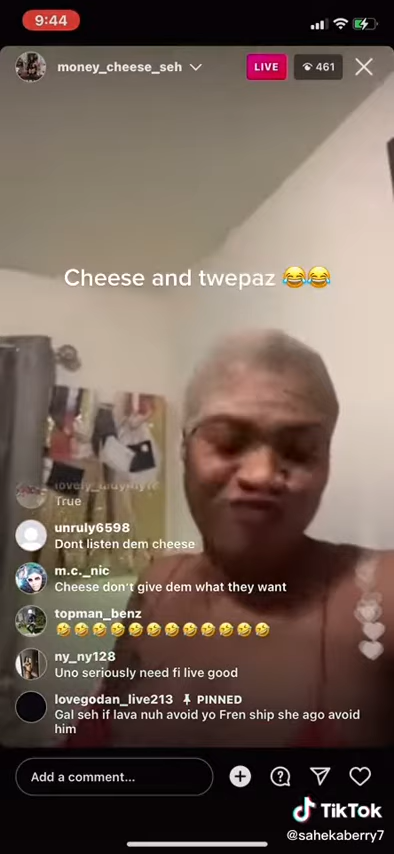 9:44
money_cheese_seh
LIVE
461
Cheese and twepaz 😂😂
True
unruly6598
Dont listen dem cheese
m.c._nic
Cheese don't give dem what they want
topman_benz
🤣🤣🤣🤣🤣🤣🤣🤣🤣🤣🤣🤣
ny_ny128
Uno seriously need fi live good
lovegodan_live213 PINNED
Gal seh if lava nuh avoid yo Fren ship she ago avoid
him
Add a comment...
TikTok
@sahekaberry7